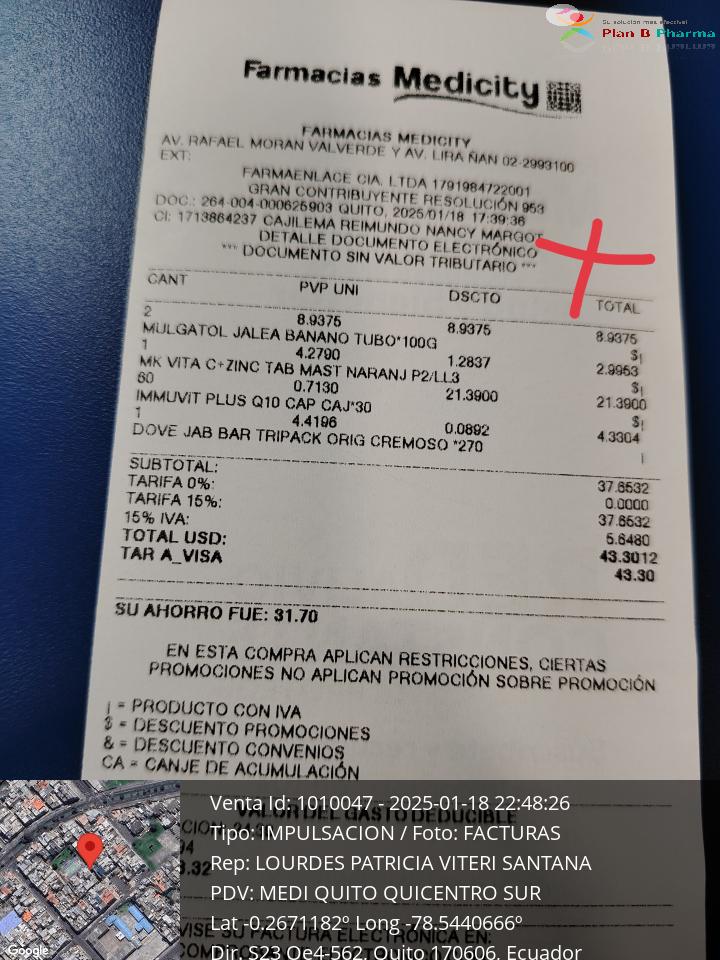 Su solución más efectiva!
Plan B Pharma
Farmacias Medicity
FARMACIAS MEDICITY
AV. RAFAEL MORAN VALVERDE Y AV. LIRA ÑAN 02-2993100
EXT:
FARMAENLACE CIA. LTDA 1791984722001
GRAN CONTRIBUYENTE RESOLUCIÓN 953
DOC.: 264-004-000625903 QUITO, 2025/01/18 17:39:36
CI: 1713864237 CAJILEMA REIMUNDO NANCY MARGOT
DETALLE DOCUMENTO ELECTRÓNICO
*** DOCUMENTO SIN VALOR TRIBUTARIO ***
CANT PVP UNI DSCTO TOTAL
2 8.9375 8.9375 8.9375
MULGATOL JALEA BANANO TUBO*100G $¡
1 4.2790 1.2837 2.9953
MK VITA C+ZINC TAB MAST NARANJ P2/LL3 $¡
60 0.7130 21.3900 21.3900
IMMUVIT PLUS Q10 CAP CAJ*30 $¡
1 4.4196 0.0892 4.3304
DOVE JAB BAR TRIPACK ORIG CREMOSO *270 ¡
SUBTOTAL: 37.6532
TARIFA 0%: 0.0000
TARIFA 15%: 37.6532
15% IVA: 5.6480
TOTAL USD: 43.3012
TAR A_VISA 43.30
SU AHORRO FUE: 31.70
EN ESTA COMPRA APLICAN RESTRICCIONES, CIERTAS
PROMOCIONES NO APLICAN PROMOCIÓN SOBRE PROMOCIÓN
¡ = PRODUCTO CON IVA
$ = DESCUENTO PROMOCIONES
& = DESCUENTO CONVENIOS
CA = CANJE DE ACUMULACIÓN
VALOR DEL GASTO DEDUCIBLE
Venta Id: 1010047 - 2025-01-18 22:48:26
Tipo: IMPULSACION / Foto: FACTURAS
Rep: LOURDES PATRICIA VITERI SANTANA
PDV: MEDI QUITO QUICENTRO SUR
Lat -0.2671182º Long -78.5440666º
Dir. S23 Oe4-562, Quito 170606, Ecuador
Google